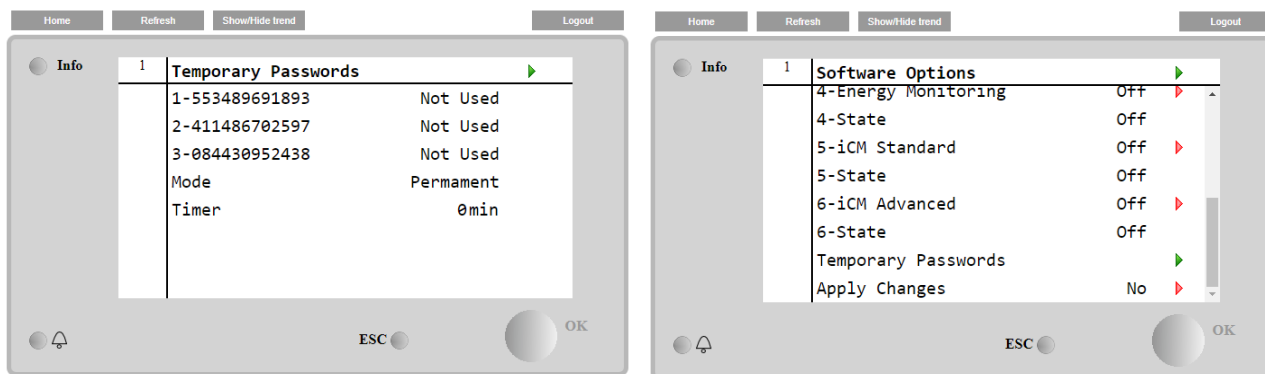 Home Refresh Show/Hide trend Logout
Info
1 Temporary Passwords
1-553489691893 Not Used
2-411486702597 Not Used
3-084430952438 Not Used
Mode Permament
Timer 0min
ESC
OK
Home Refresh Show/Hide trend Logout
Info
1 Software Options
4-Energy Monitoring Off
4-State Off
5-iCM Standard Off
5-State Off
6-iCM Advanced Off
6-State Off
Temporary Passwords
Apply Changes No
ESC
OK